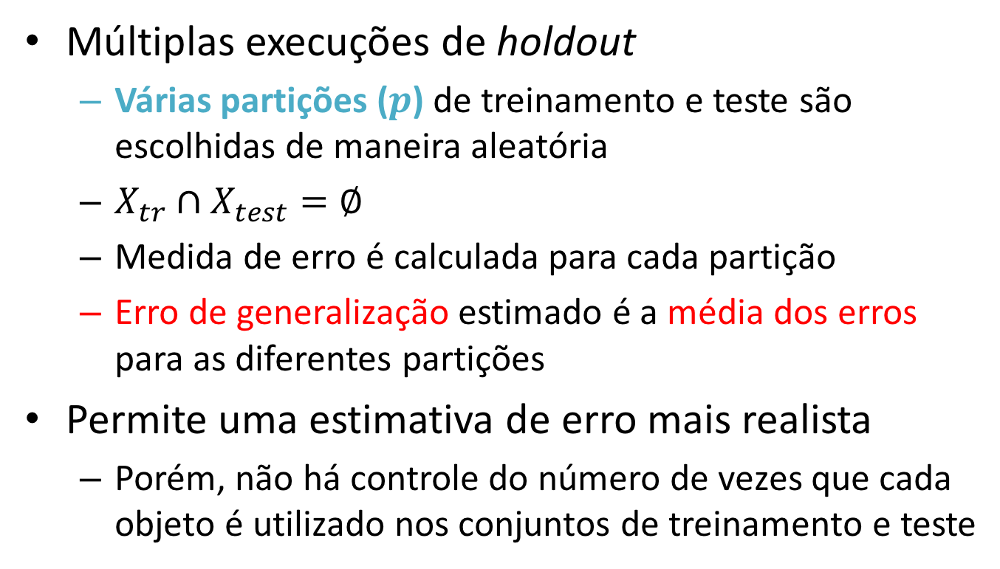 • Múltiplas execuções de holdout
– Várias partições (p) de treinamento e teste são
escolhidas de maneira aleatória
– X_{tr} ∩ X_{test} = ∅
– Medida de erro é calculada para cada partição
– Erro de generalização estimado é a média dos erros
para as diferentes partições
• Permite uma estimativa de erro mais realista
– Porém, não há controle do número de vezes que cada
objeto é utilizado nos conjuntos de treinamento e teste